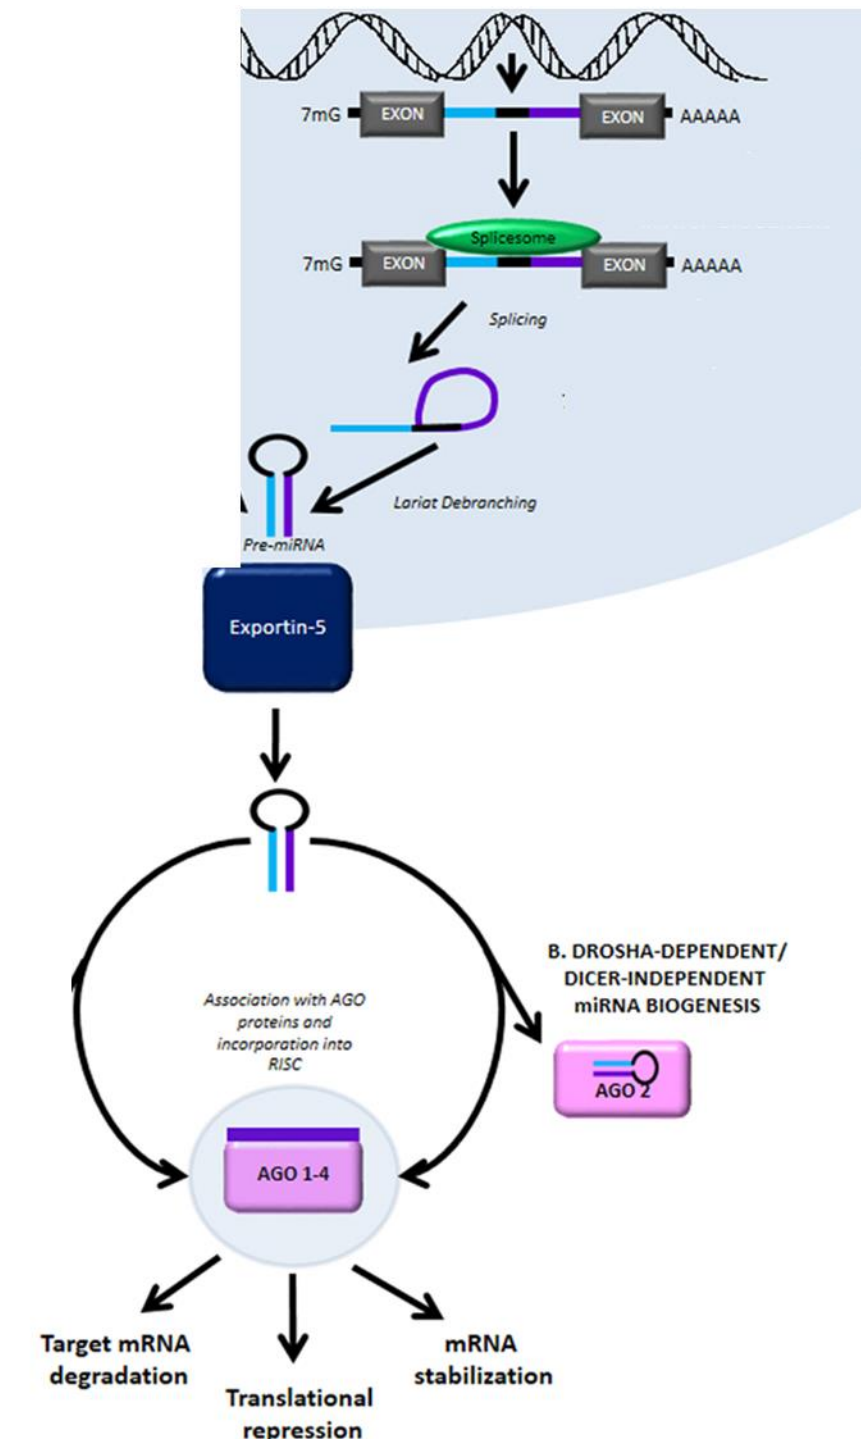 7mG EXON EXON AAAAA
Splicesome
7mG EXON EXON AAAAA
Splicing
Lariat Debranching
Pre-miRNA
Exportin-5
B. DROSHA-DEPENDENT/
DICER-INDEPENDENT
miRNA BIOGENESIS
Association with AGO
proteins and
incorporation into
RISC
AGO 2
AGO 1-4
Target mRNA
degradation
mRNA
stabilization
Translational
repression